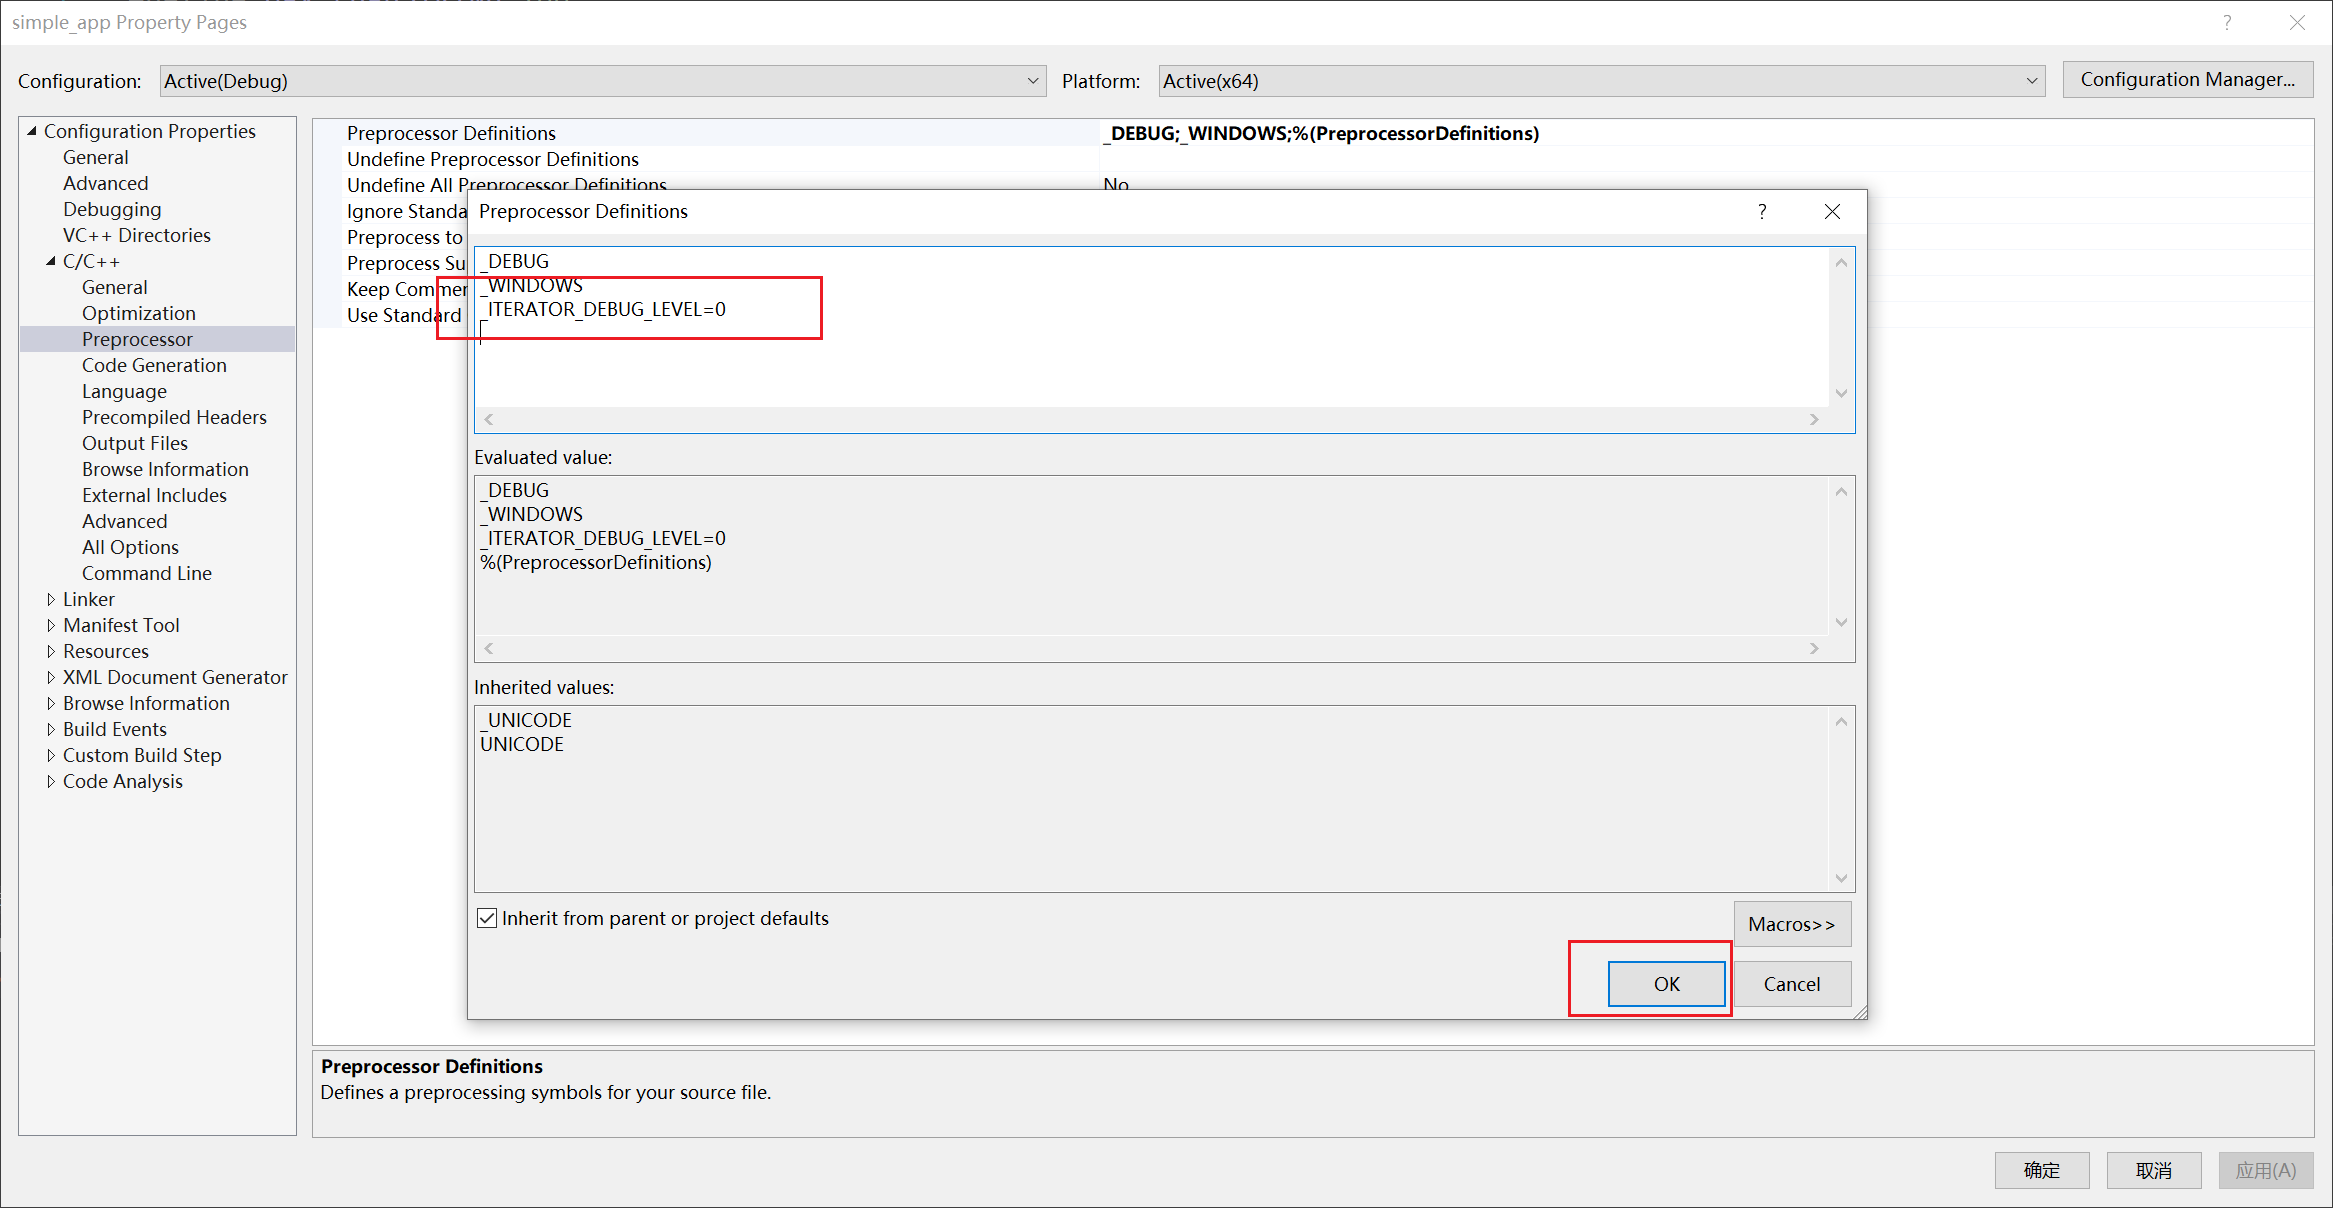 simple_app Property Pages
?
Configuration:
Active(Debug)
Platform:
Active(x64)
Configuration Manager...
Configuration Properties
General
Advanced
Debugging
VC++ Directories
C/C++
General
Optimization
Preprocessor
Code Generation
Language
Precompiled Headers
Output Files
Browse Information
External Includes
Advanced
All Options
Command Line
Linker
Manifest Tool
Resources
XML Document Generator
Browse Information
Build Events
Custom Build Step
Code Analysis
Preprocessor Definitions
_DEBUG;_WINDOWS;%(PreprocessorDefinitions)
Undefine Preprocessor Definitions
Undefine All Preprocessor Definitions
No
Ignore Standa
Preprocess to
Preprocess Su
Keep Commer
Use Standard
Preprocessor Definitions
?
_DEBUG
_WINDOWS
_ITERATOR_DEBUG_LEVEL=0
Evaluated value:
_DEBUG
_WINDOWS
_ITERATOR_DEBUG_LEVEL=0
%(PreprocessorDefinitions)
Inherited values:
_UNICODE
UNICODE
Inherit from parent or project defaults
Macros>>
OK
Cancel
Preprocessor Definitions
Defines a preprocessing symbols for your source file.
确定
取消
应用(A)